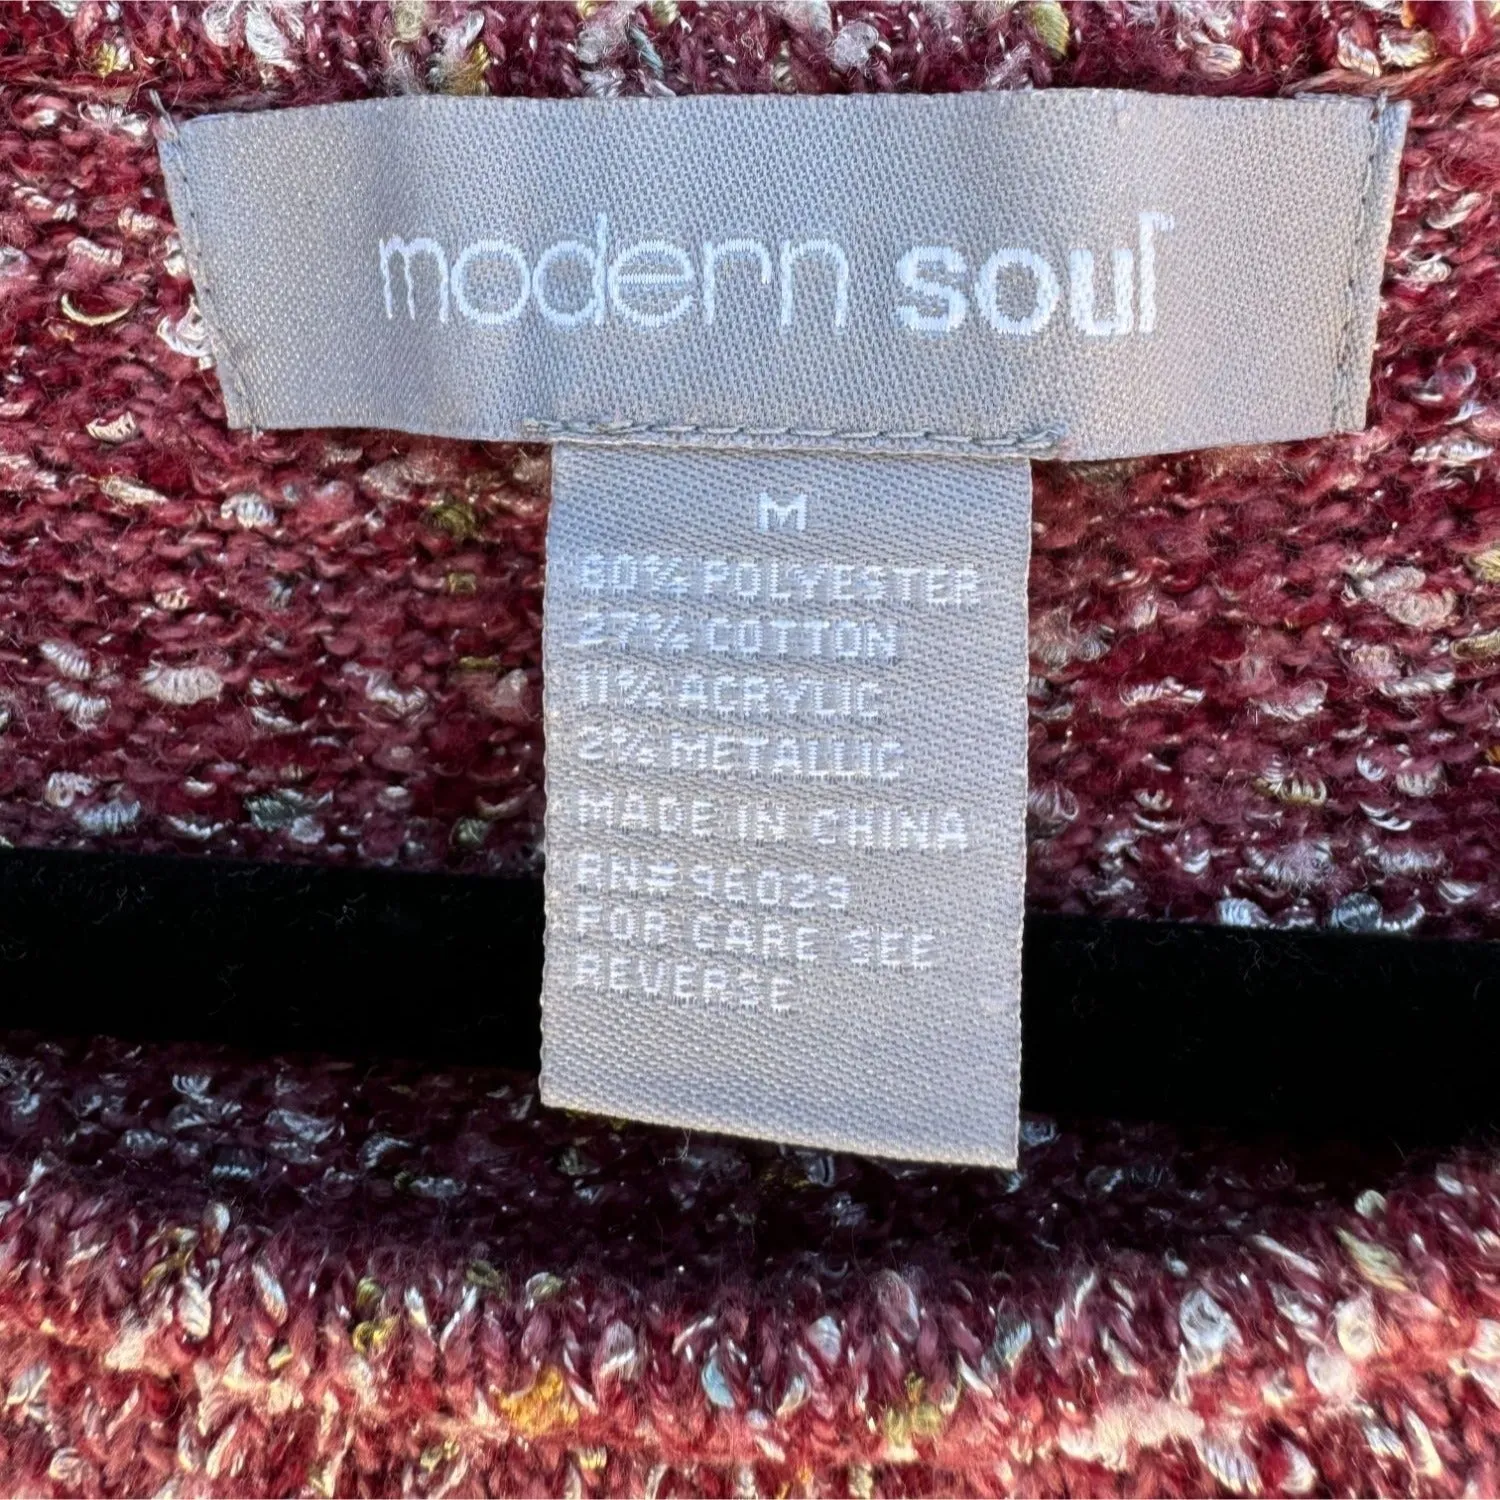 modern soul
M
60% POLYESTER
27% COTTON
11% ACRYLIC
2% METALLIC
MADE IN CHINA
RN# 96029
FOR CARE SEE
REVERSE